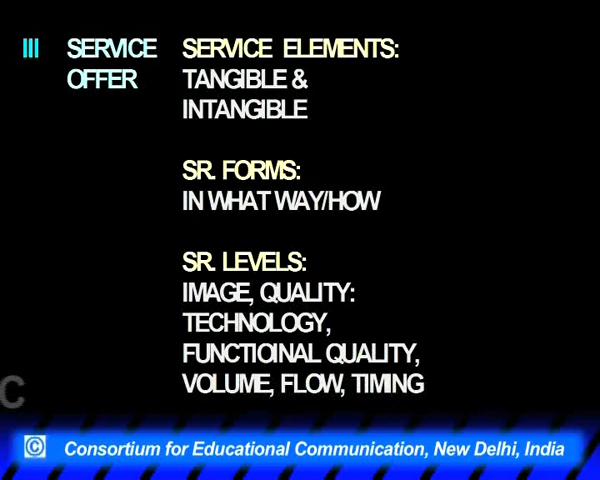 III SERVICE SERVICE ELEMENTS:
OFFER TANGIBLE &
INTANGIBLE
SR. FORMS:
IN WHAT WAY/HOW
SR. LEVELS:
IMAGE, QUALITY:
TECHNOLOGY,
FUNCTIOINAL QUALITY,
VOLUME, FLOW, TIMING
C
© Consortium for Educational Communication, New Delhi, India